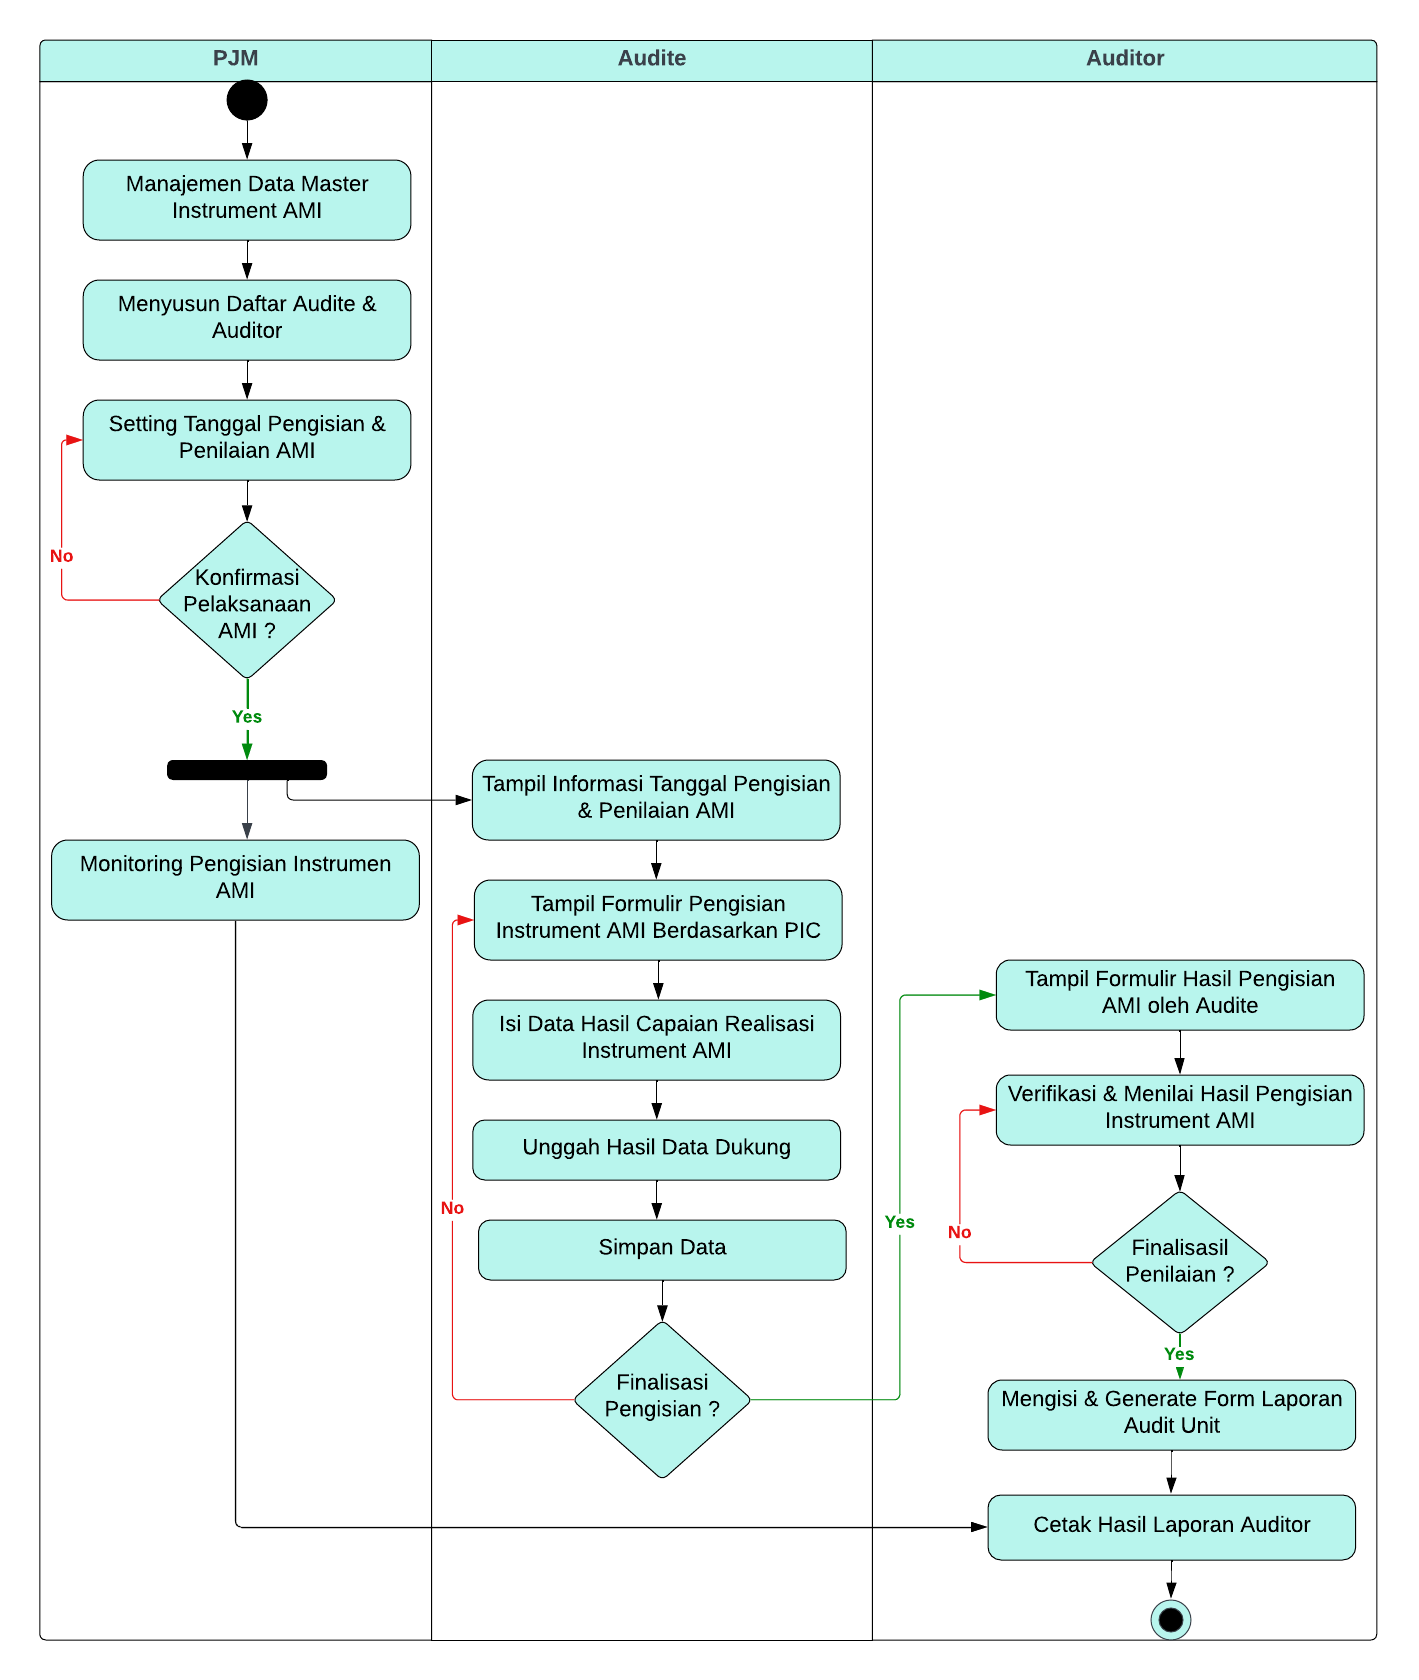 PJM
Audite
Auditor
Manajemen Data Master
Instrument AMI
Menyusun Daftar Audite &
Auditor
Setting Tanggal Pengisian &
Penilaian AMI
No
Konfirmasi
Pelaksanaan
AMI ?
Yes
Monitoring Pengisian Instrumen
AMI
Tampil Informasi Tanggal Pengisian
& Penilaian AMI
Tampil Formulir Pengisian
Instrument AMI Berdasarkan PIC
Isi Data Hasil Capaian Realisasi
Instrument AMI
Unggah Hasil Data Dukung
No
Simpan Data
Finalisasi
Pengisian ?
Yes
Tampil Formulir Hasil Pengisian
AMI oleh Audite
Verifikasi & Menilai Hasil Pengisian
Instrument AMI
No
Finalisasil
Penilaian ?
Yes
Mengisi & Generate Form Laporan
Audit Unit
Cetak Hasil Laporan Auditor